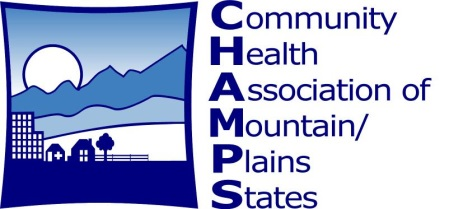 Community
Health
Association of
Mountain/
Plains
States